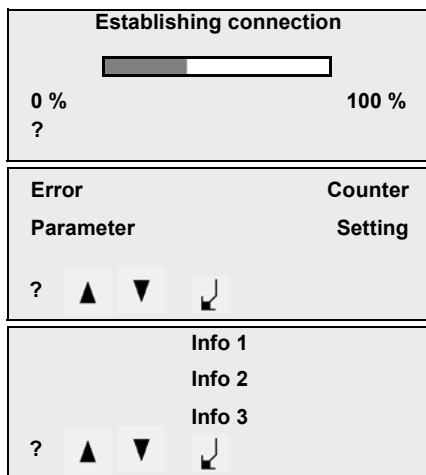 Establishing connection
0 % 100 %
?
Error Counter
Parameter Setting
?
Info 1
Info 2
Info 3
?